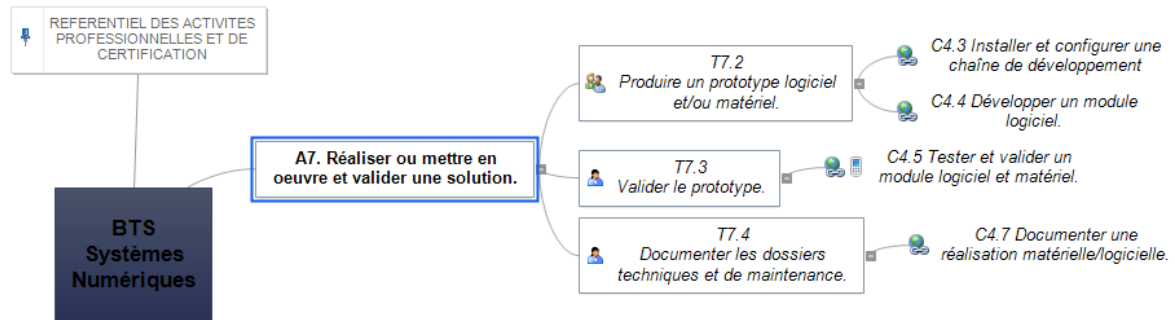 REFERENTIEL DES ACTIVITES
PROFESSIONNELLES ET DE
CERTIFICATION
BTS
Systèmes
Numériques
A7. Réaliser ou mettre en
oeuvre et valider une solution.
T7.2
Produire un prototype logiciel
et/ou matériel.
C4.3 Installer et configurer une
chaîne de développement
C4.4 Développer un module
logiciel.
T7.3
Valider le prototype.
C4.5 Tester et valider un
module logiciel et matériel.
T7.4
Documenter les dossiers
techniques et de maintenance.
C4.7 Documenter une
réalisation matérielle/logicielle.